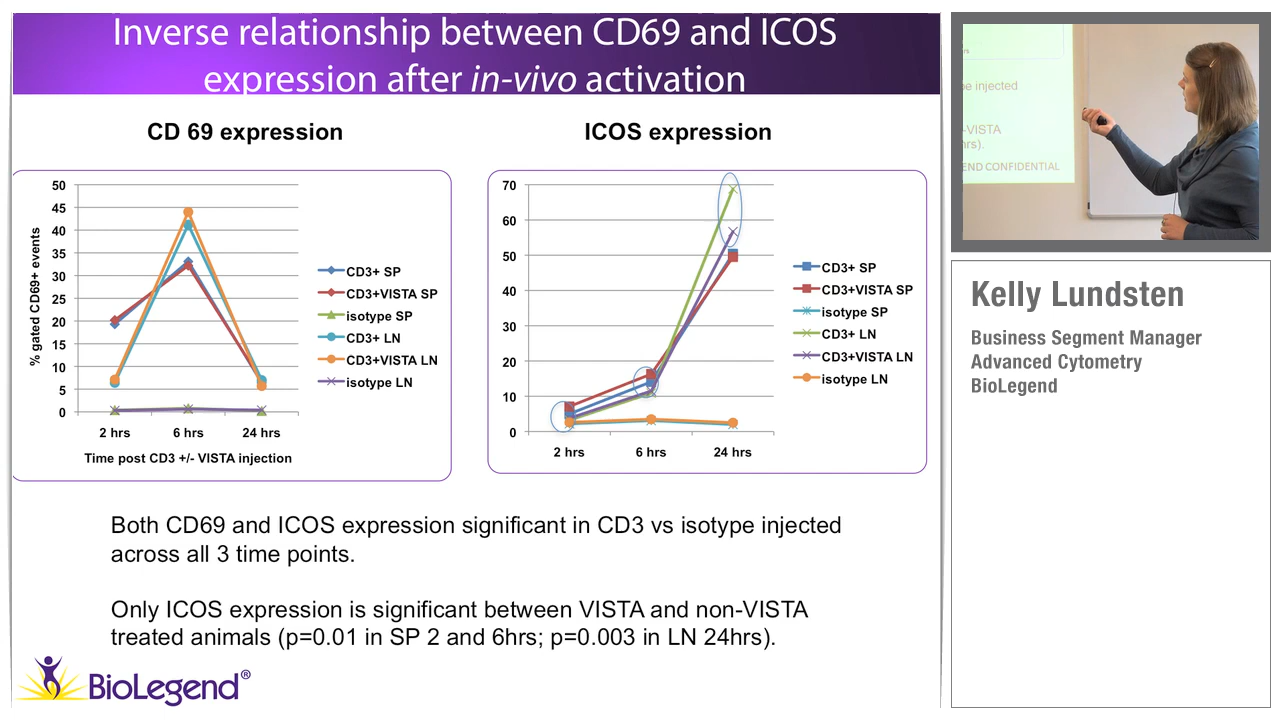 Inverse relationship between CD69 and ICOS
expression after in-vivo activation
CD 69 expression
% gated CD69+ events
50
45
40
35
30
25
20
15
10
5
0
2 hrs
6 hrs
24 hrs
Time post CD3 +/- VISTA injection
CD3+ SP
CD3+VISTA SP
isotype SP
CD3+ LN
CD3+VISTA LN
isotype LN
ICOS expression
70
60
50
40
30
20
10
0
2 hrs
6 hrs
24 hrs
CD3+ SP
CD3+VISTA SP
isotype SP
CD3+ LN
CD3+VISTA LN
isotype LN
Both CD69 and ICOS expression significant in CD3 vs isotype injected
across all 3 time points.
Only ICOS expression is significant between VISTA and non-VISTA
treated animals (p=0.01 in SP 2 and 6hrs; p=0.003 in LN 24hrs).
BioLegend®
injected
-VISTA
hrs).
END CONFIDENTIAL
Kelly Lundsten
Business Segment Manager
Advanced Cytometry
BioLegend